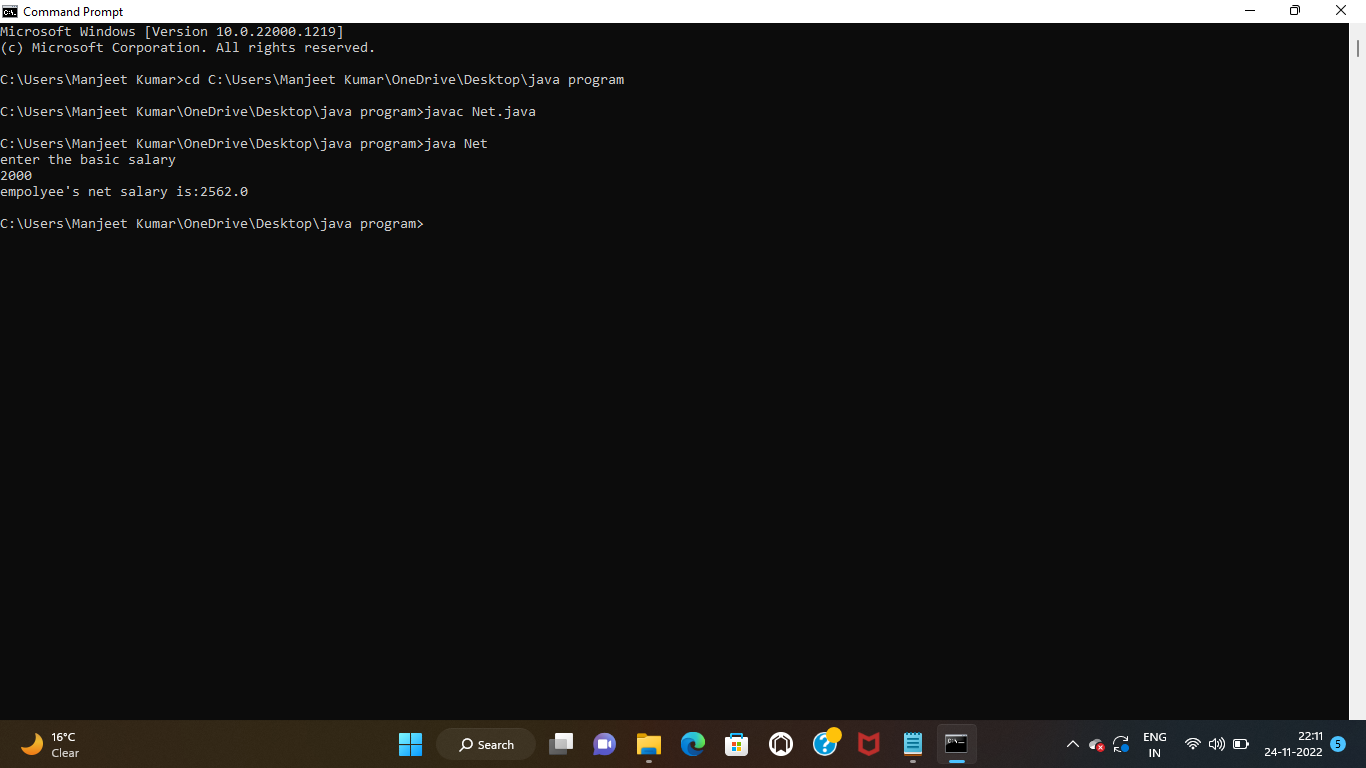 Command Prompt
Microsoft Windows [Version 10.0.22000.1219]
(c) Microsoft Corporation. All rights reserved.
C:\Users\Manjeet Kumar>cd C:\Users\Manjeet Kumar\OneDrive\Desktop\java program
C:\Users\Manjeet Kumar\OneDrive\Desktop\java program>javac Net.java
C:\Users\Manjeet Kumar\OneDrive\Desktop\java program>java Net
enter the basic salary
2000
empolyee's net salary is:2562.0
C:\Users\Manjeet Kumar\OneDrive\Desktop\java program>
16°C
Clear
Search
ENG
IN
22:11
24-11-2022
5